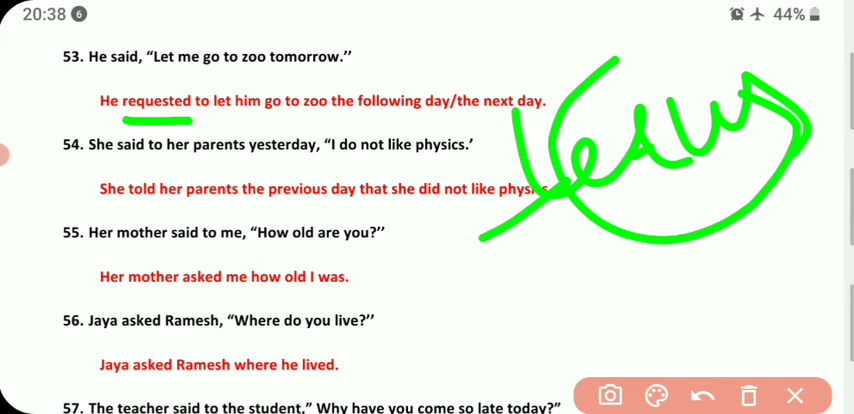 20:38 6 44%
53. He said, “Let me go to zoo tomorrow.’’
He requested to let him go to zoo the following day/the next day.
54. She said to her parents yesterday, “I do not like physics.’
She told her parents the previous day that she did not like physics.
55. Her mother said to me, “How old are you?’’
Her mother asked me how old I was.
56. Jaya asked Ramesh, “Where do you live?’’
Jaya asked Ramesh where he lived.
57. The teacher said to the student,” Why have you come so late today?”